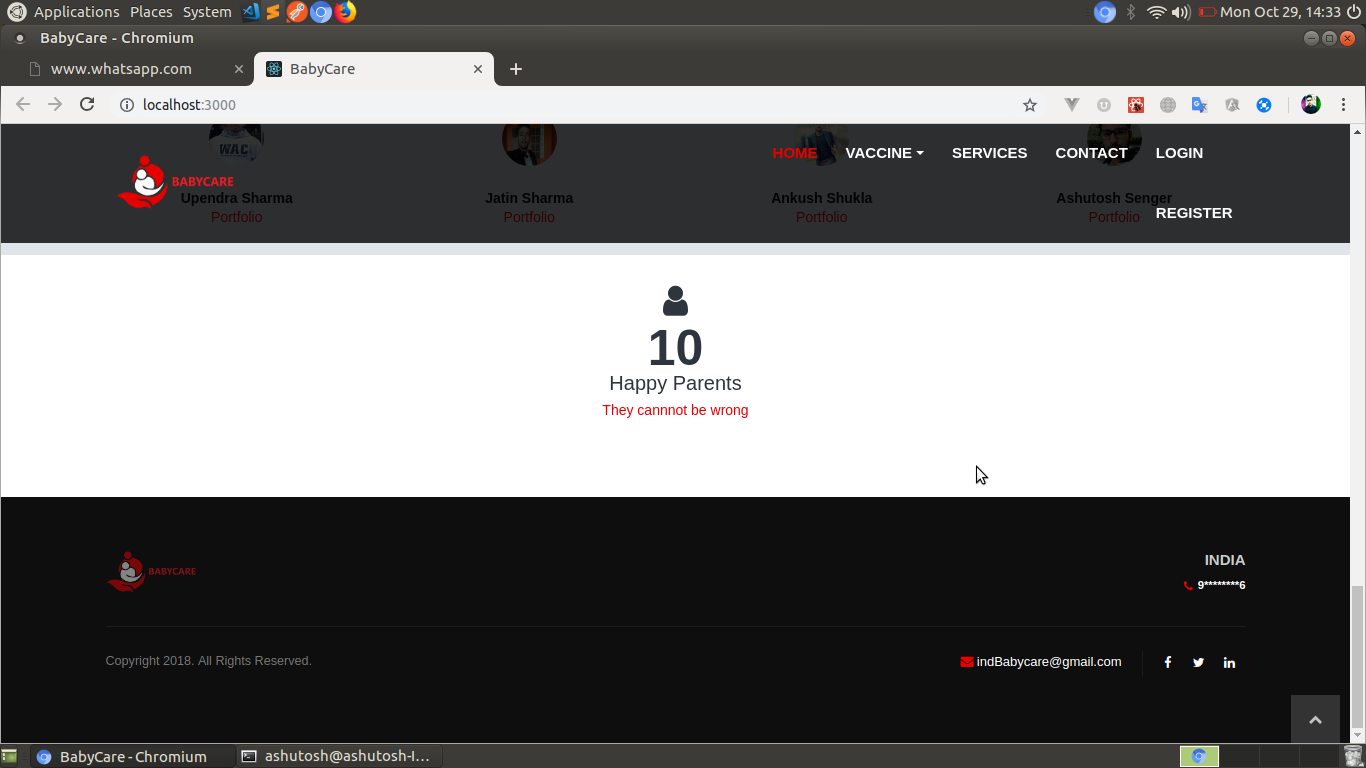 Applications Places System
Mon Oct 29, 14:33
BabyCare - Chromium
www.whatsapp.com
BabyCare
localhost:3000
WAC
HOME VACCINE SERVICES CONTACT LOGIN
BABYCARE
Upendra Sharma Jatin Sharma Ankush Shukla Ashutosh Senger
Portfolio Portfolio Portfolio Portfolio
REGISTER
10
Happy Parents
They cannnot be wrong
BABYCARE
INDIA
9********6
Copyright 2018. All Rights Reserved.
indBabycare@gmail.com
BabyCare - Chromium
ashutosh@ashutosh-I...